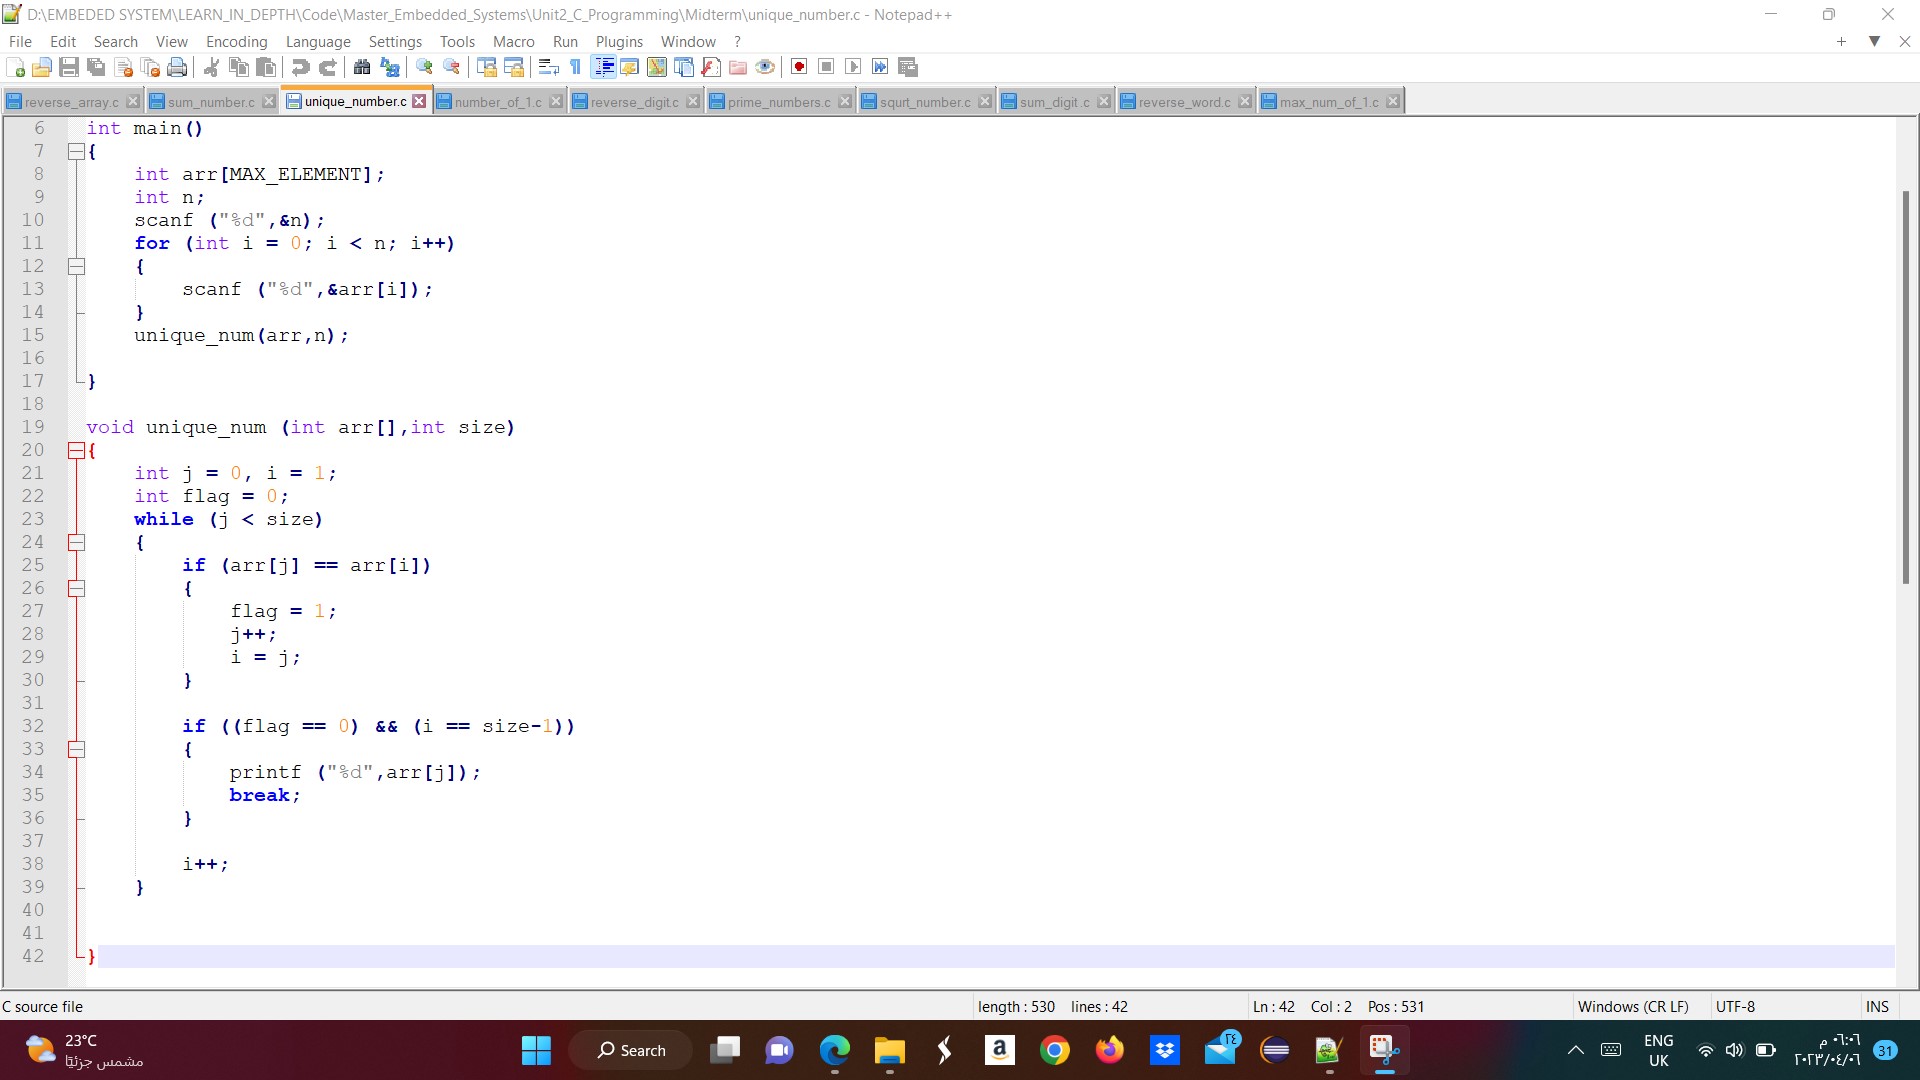 D:\EMBEDED SYSTEM\LEARN_IN_DEPTH\Code\Master_Embedded_Systems\Unit2_C_Programming\Midterm\unique_number.c - Notepad++
File Edit Search View Encoding Language Settings Tools Macro Run Plugins Window ?
reverse_array.c sum_number.c unique_number.c number_of_1.c reverse_digit.c prime_numbers.c squrt_number.c sum_digit .c reverse_word.c max_num_of_1.c
6 int main()
7 {
8 int arr[MAX_ELEMENT];
9 int n;
10 scanf ("%d",&n);
11 for (int i = 0; i < n; i++)
12 {
13 scanf ("%d",&arr[i]);
14 }
15 unique_num(arr,n);
16
17 }
18
19 void unique_num (int arr[],int size)
20 {
21 int j = 0, i = 1;
22 int flag = 0;
23 while (j < size)
24 {
25 if (arr[j] == arr[i])
26 {
27 flag = 1;
28 j++;
29 i = j;
30 }
31
32 if ((flag == 0) && (i == size-1))
33 {
34 printf ("%d",arr[j]);
35 break;
36 }
37
38 i++;
39 }
40
41
42 }
C source file length : 530 lines : 42 Ln : 42 Col : 2 Pos : 531 Windows (CR LF) UTF-8 INS
23°C
مشمس جزئيًا
Search
a
٢٤
ENG
UK
٠٦:٠٦ م
٢٠٢٣/٠٤/٠٦
31